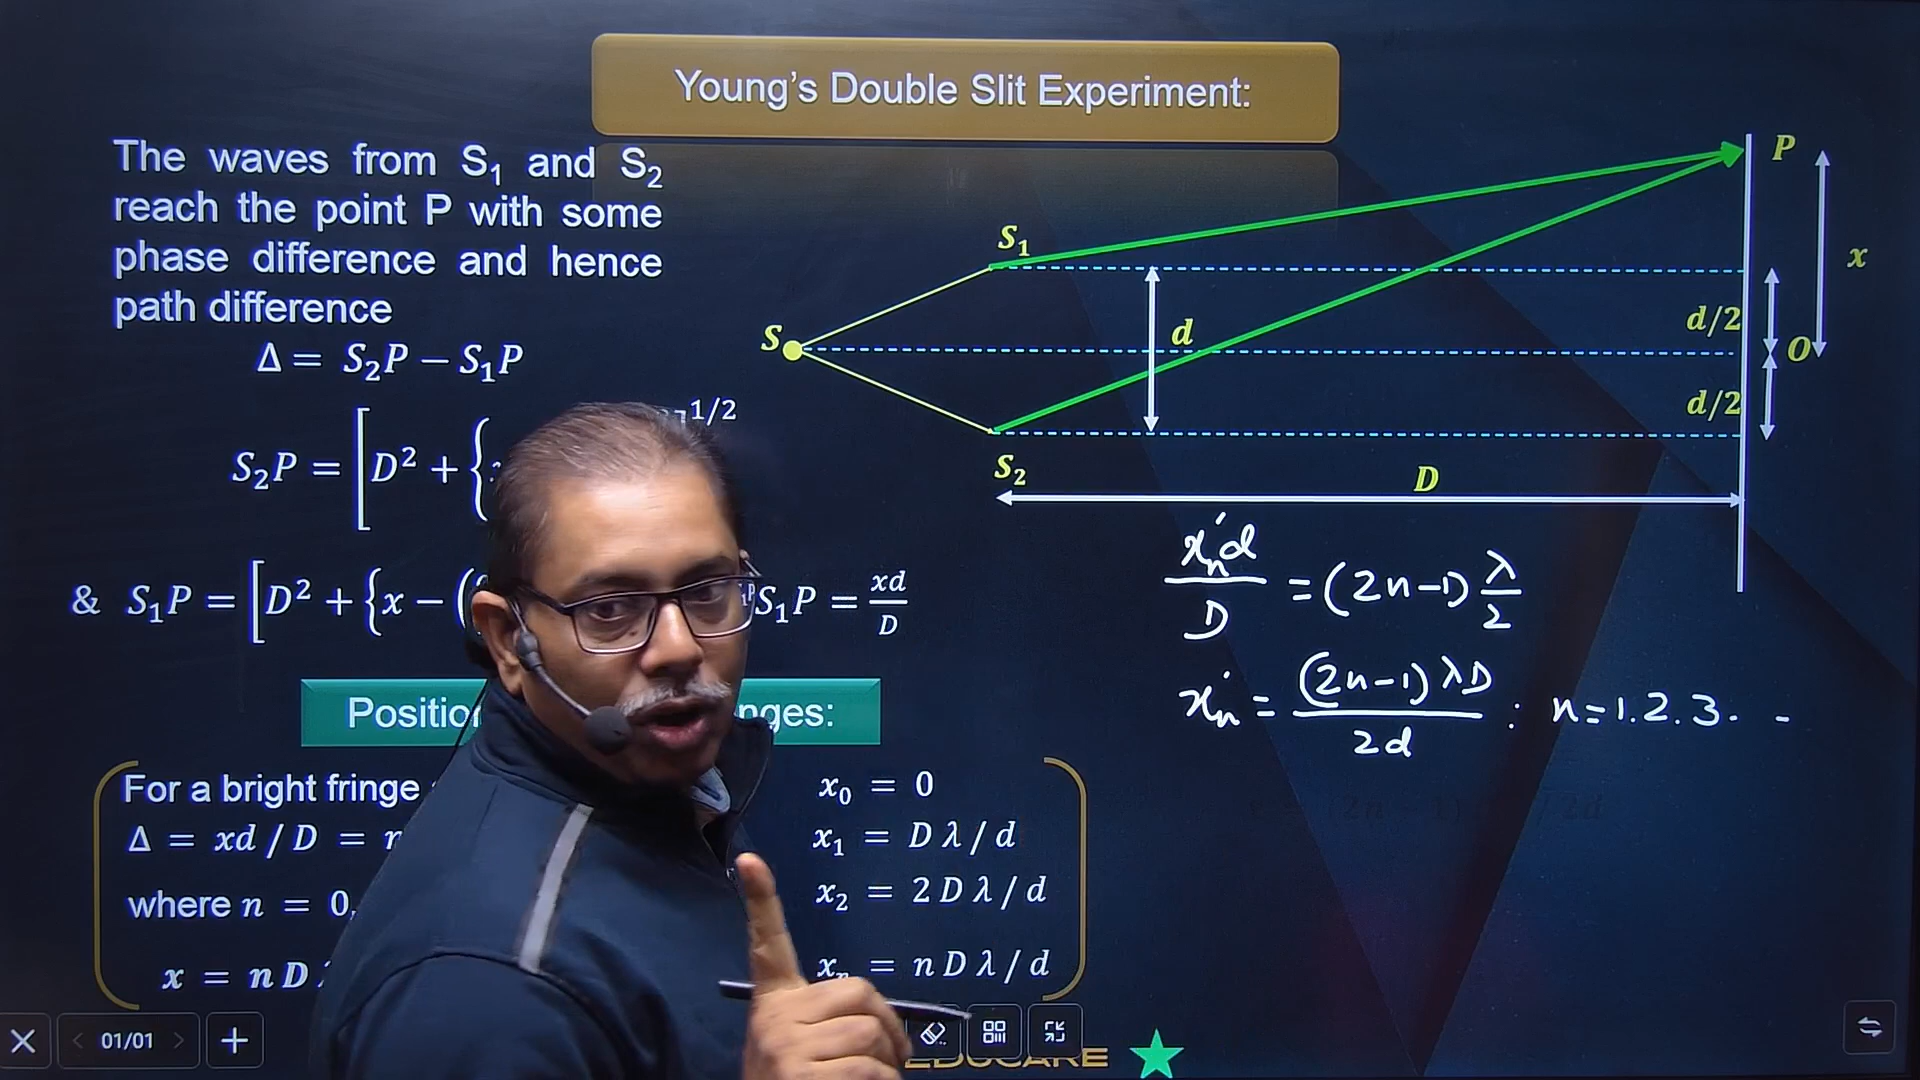 Young's Double Slit Experiment:
The waves from S₁ and S₂
reach the point P with some
phase difference and hence
path difference
Δ = S₂P − S₁P
S₂P = [D² + {
]^1/2
& S₁P = [D² + {x − (
S₁P = xd/D
Positio
nges:
For a bright fringe
Δ = xd / D =
where n = 0,
x = n D
x₀ = 0
x₁ = D λ / d
x₂ = 2 D λ / d
xₙ = n D λ / d
P
x
S₁
d/2
S
d
O
d/2
S₂
D
x'ₙd/D = (2n−1) λ/2
x'ₙ = (2n−1) λD / 2d : n=1.2.3. -
01/01
EDUCARE